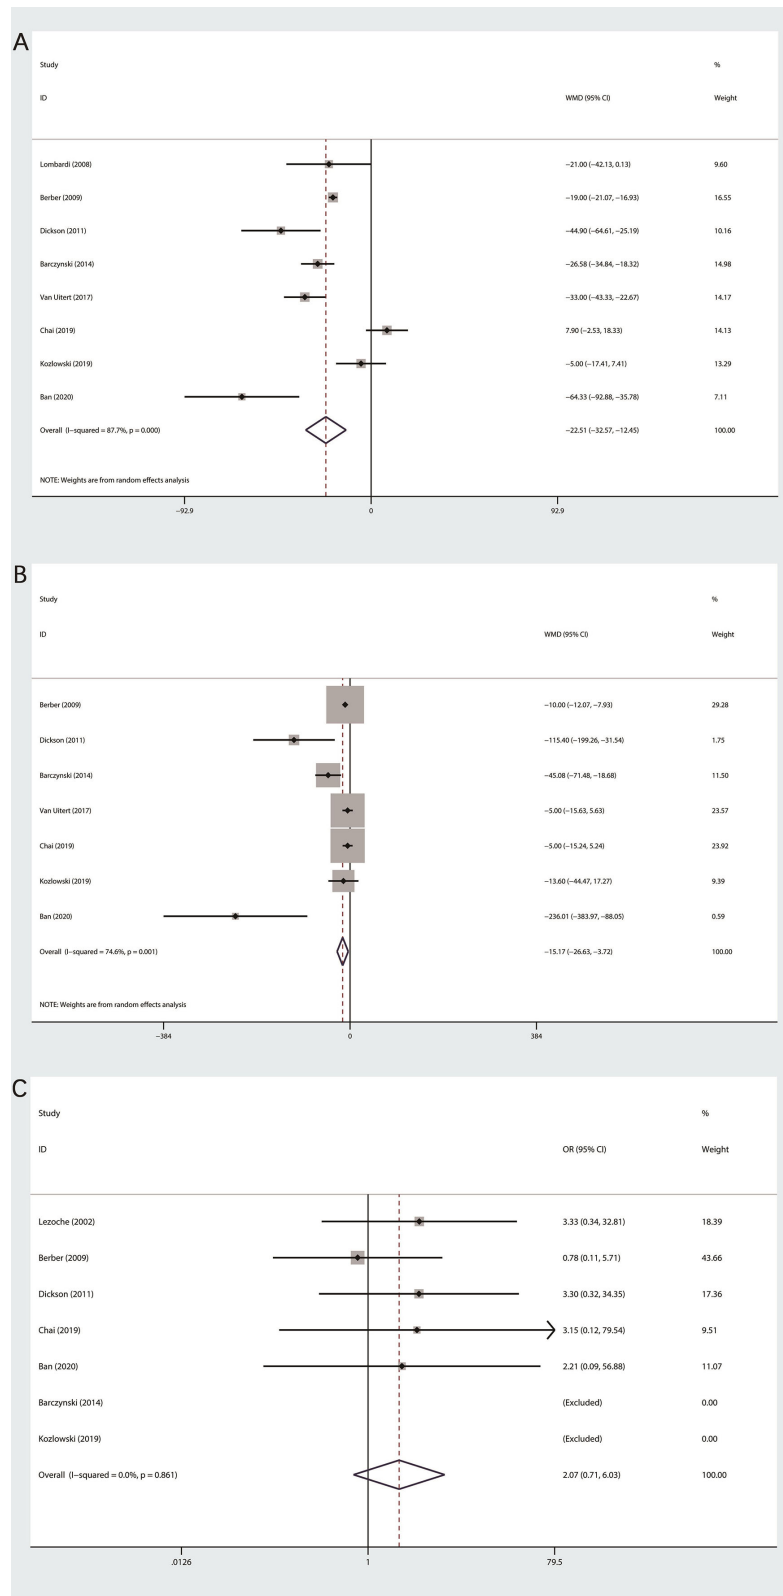 A
Study %
ID WMD (95% CI) Weight
Lombardi (2008) −21.00 (−42.13, 0.13) 9.60
Berber (2009) −19.00 (−21.07, −16.93) 16.55
Dickson (2011) −44.90 (−64.61, −25.19) 10.16
Barczynski (2014) −26.58 (−34.84, −18.32) 14.98
Van Uitert (2017) −33.00 (−43.33, −22.67) 14.17
Chai (2019) 7.90 (−2.53, 18.33) 14.13
Kozlowski (2019) −5.00 (−17.41, 7.41) 13.29
Ban (2020) −64.33 (−92.88, −35.78) 7.11
Overall (I−squared = 87.7%, p = 0.000) −22.51 (−32.57, −12.45) 100.00
NOTE: Weights are from random effects analysis
−92.9 0 92.9
B
Study %
ID WMD (95% CI) Weight
Berber (2009) −10.00 (−12.07, −7.93) 29.28
Dickson (2011) −115.40 (−199.26, −31.54) 1.75
Barczynski (2014) −45.08 (−71.48, −18.68) 11.50
Van Uitert (2017) −5.00 (−15.63, 5.63) 23.57
Chai (2019) −5.00 (−15.24, 5.24) 23.92
Kozlowski (2019) −13.60 (−44.47, 17.27) 9.39
Ban (2020) −236.01 (−383.97, −88.05) 0.59
Overall (I−squared = 74.6%, p = 0.001) −15.17 (−26.63, −3.72) 100.00
NOTE: Weights are from random effects analysis
−384 0 384
C
Study %
ID OR (95% CI) Weight
Lezoche (2002) 3.33 (0.34, 32.81) 18.39
Berber (2009) 0.78 (0.11, 5.71) 43.66
Dickson (2011) 3.30 (0.32, 34.35) 17.36
Chai (2019) 3.15 (0.12, 79.54) 9.51
Ban (2020) 2.21 (0.09, 56.88) 11.07
Barczynski (2014) (Excluded) 0.00
Kozlowski (2019) (Excluded) 0.00
Overall (I−squared = 0.0%, p = 0.861) 2.07 (0.71, 6.03) 100.00
.0126 1 79.5